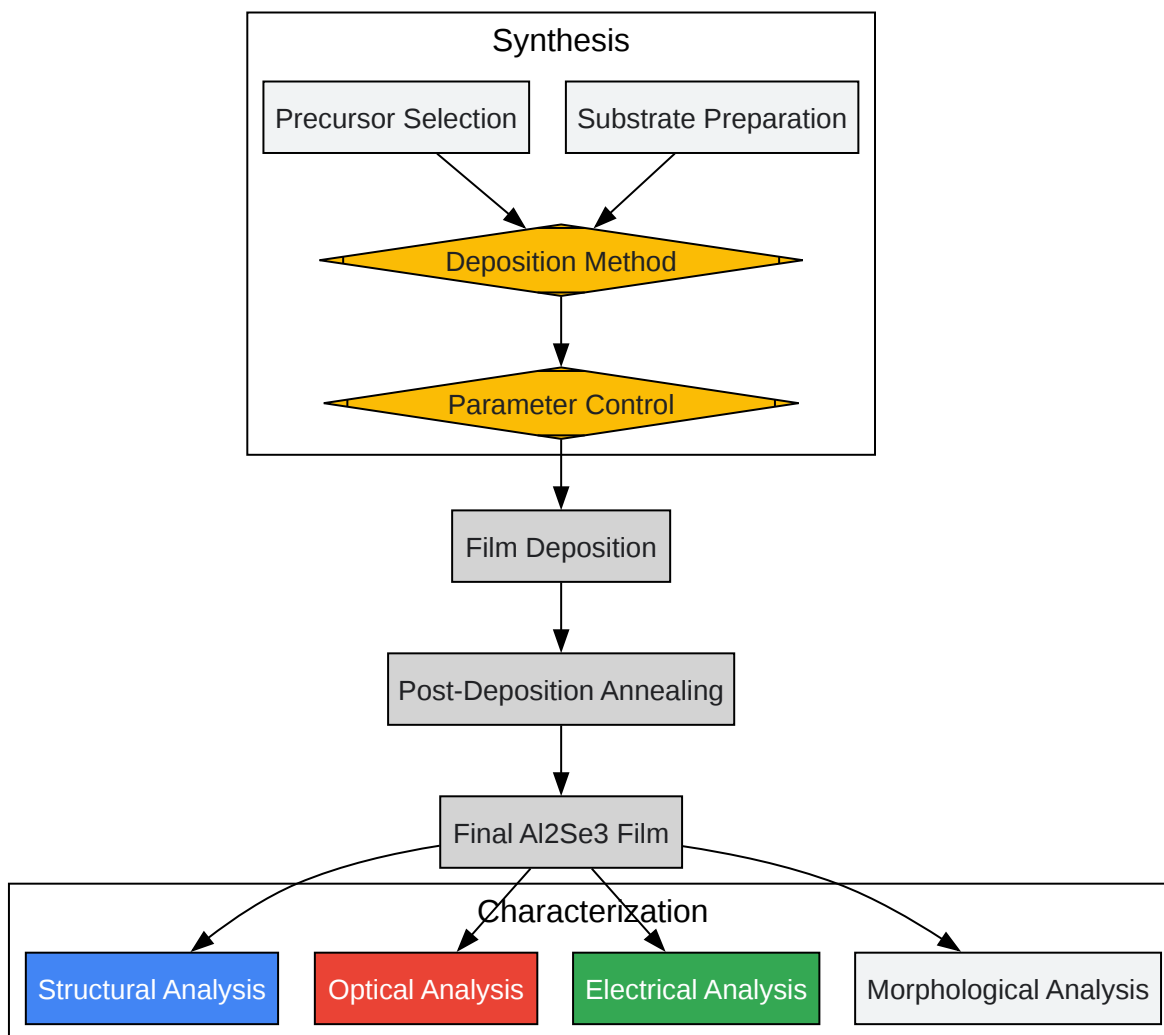 Synthesis
Precursor Selection
Substrate Preparation
Deposition Method
Parameter Control
Film Deposition
Post-Deposition Annealing
Final Al2Se3 Film
Characterization
Structural Analysis
Optical Analysis
Electrical Analysis
Morphological Analysis